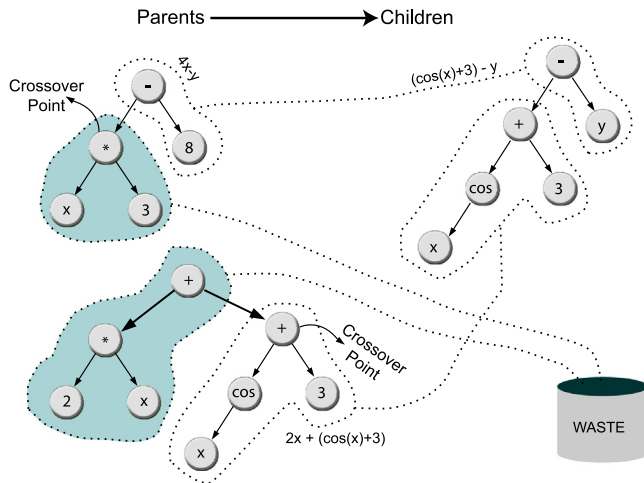 Parents
Children
Crossover
Point
4x-y
-
*
8
x
3
(cos(x)+3) - y
-
+
y
cos
3
x
+
*
2
x
+
cos
3
x
Crossover
Point
2x + (cos(x)+3)
WASTE